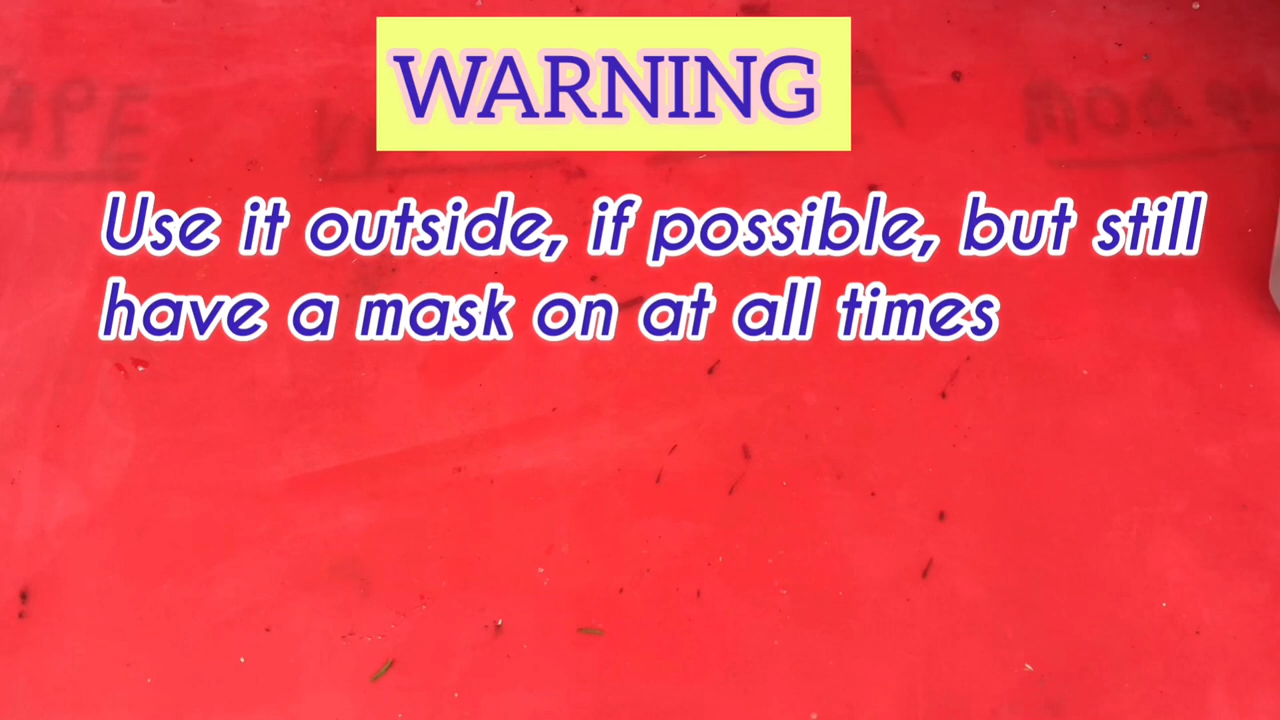 WARNING
Use it outside, if possible, but still
have a mask on at all times